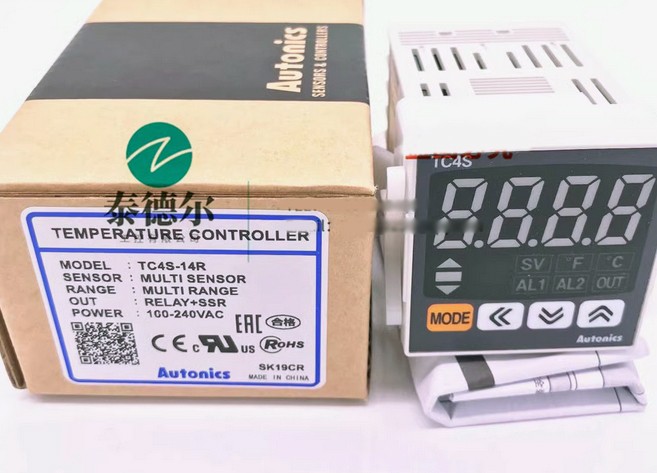 Autonics
SENSORS & CONTROLLERS
泰德尔
TEMPERATURE CONTROLLER
MODEL : TC4S-14R
SENSOR : MULTI SENSOR
RANGE : MULTI RANGE
OUT : RELAY+SSR
POWER : 100-240VAC
EAC 合格
CE c RU US RoHS
Autonics
SK19CR
MADE IN CHINA
TC4S
8.8.8.8
SV °F °C
AL1 AL2 OUT
MODE
Autonics